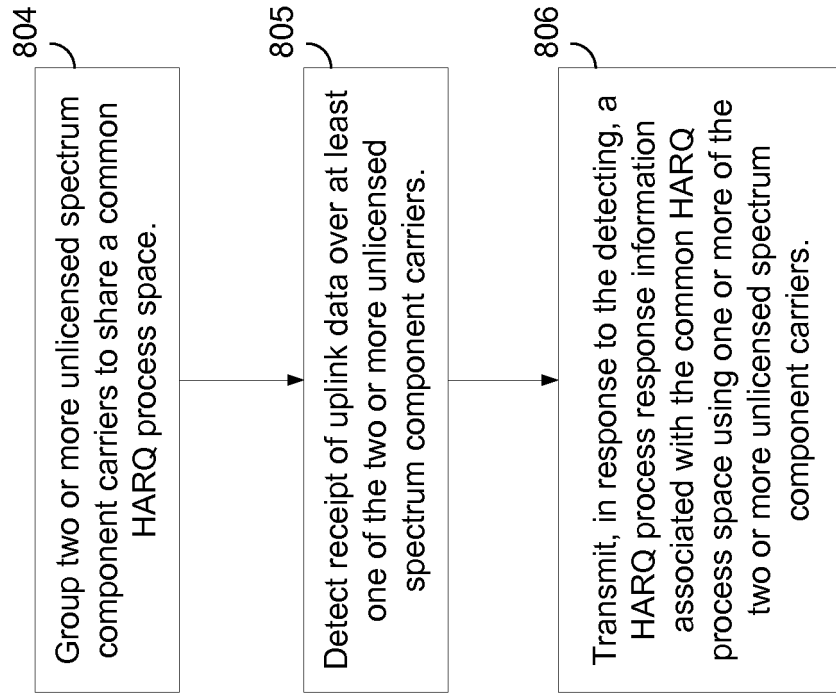 804
Group two or more unlicensed spectrum
component carriers to share a common
HARQ process space.
805
Detect receipt of uplink data over at least
one of the two or more unlicensed
spectrum component carriers.
806
Transmit, in response to the detecting, a
HARQ process response information
associated with the common HARQ
process space using one or more of the
two or more unlicensed spectrum
component carriers.